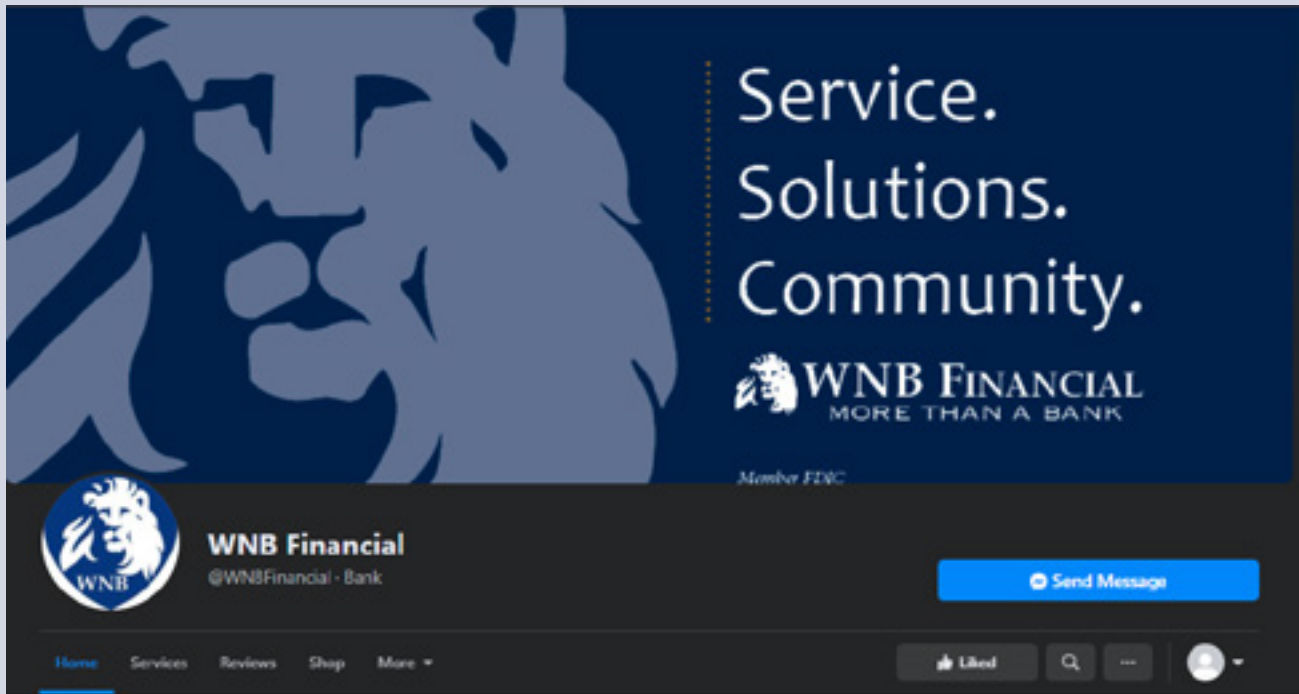 Service.
Solutions.
Community.
WNB FINANCIAL
MORE THAN A BANK
Member FDIC
WNB
WNB Financial
@WNBFinancial · Bank
Send Message
Home Services Reviews Shop More
Liked